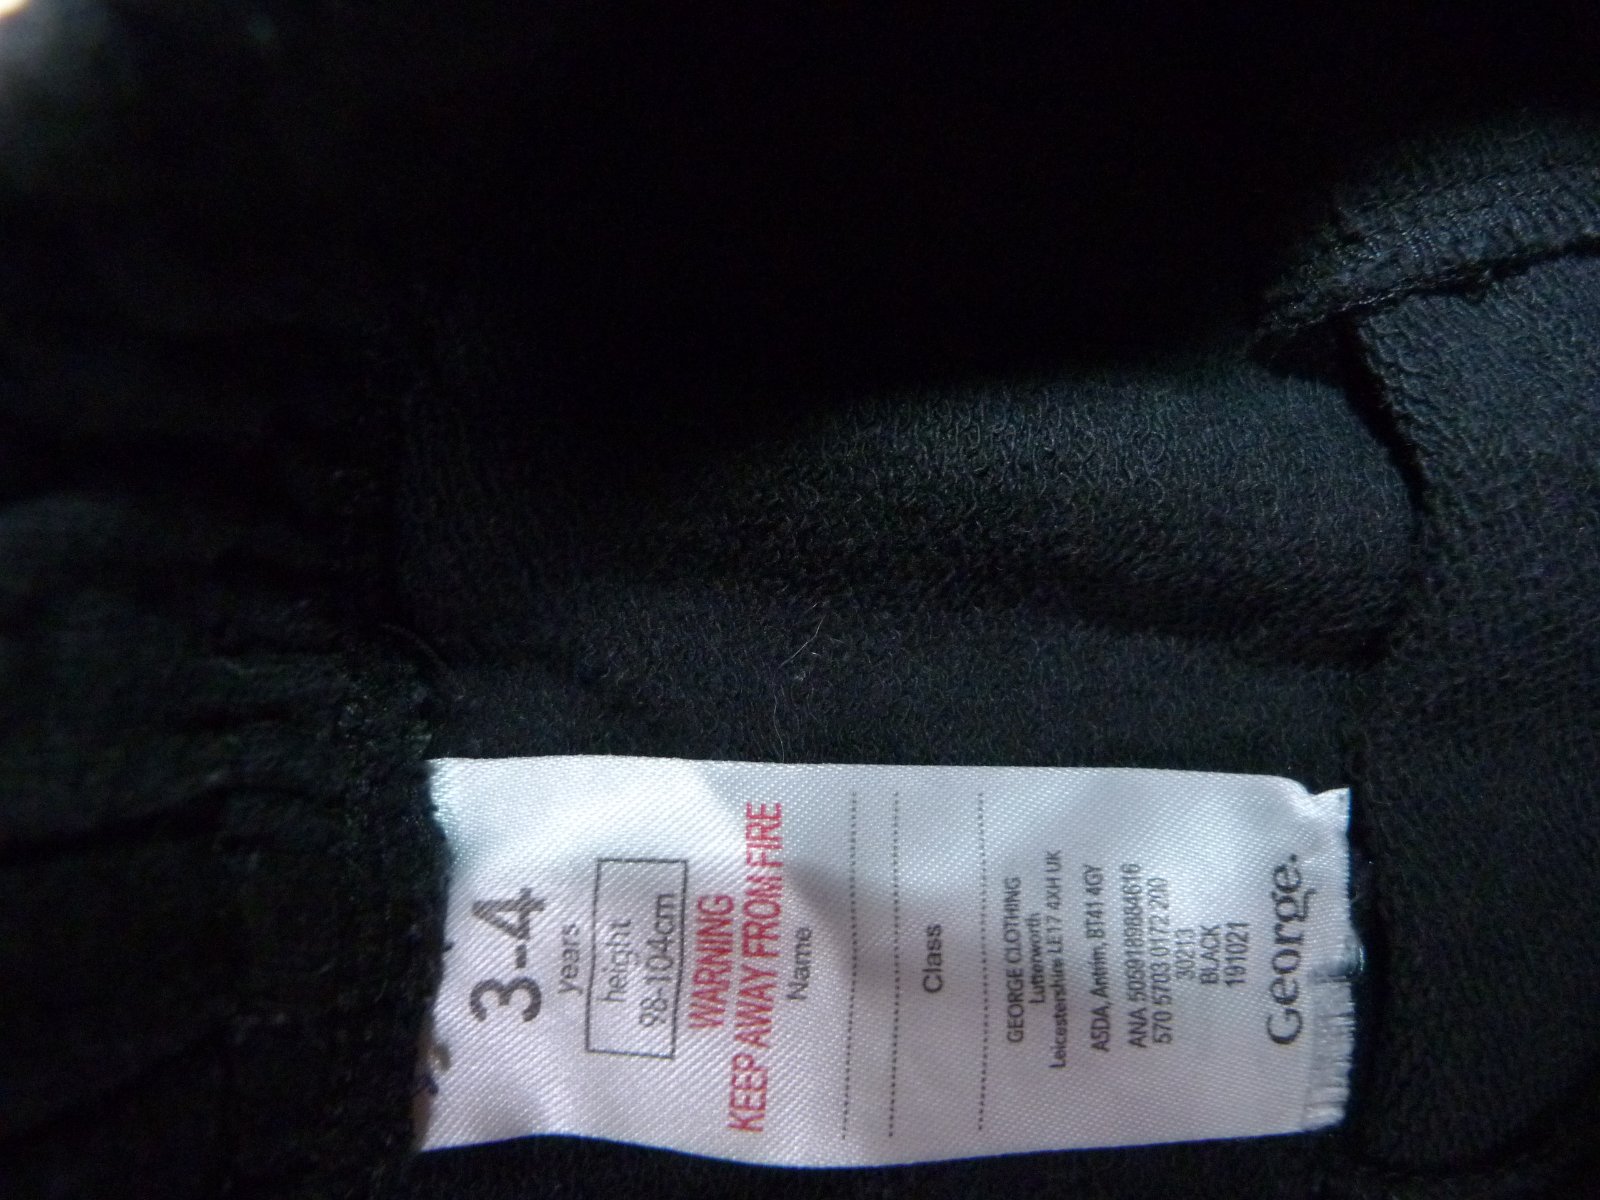 3-4
years
height
98-104cm
WARNING
KEEP AWAY FROM FIRE
Name
Class
GEORGE CLOTHING
Lutterworth
Leicestershire LE17 4XH UK
ASDA, Antrim, BT41 4GY
ANA 5059189884616
570 5703 0172 200
30213
BLACK
191021
George.